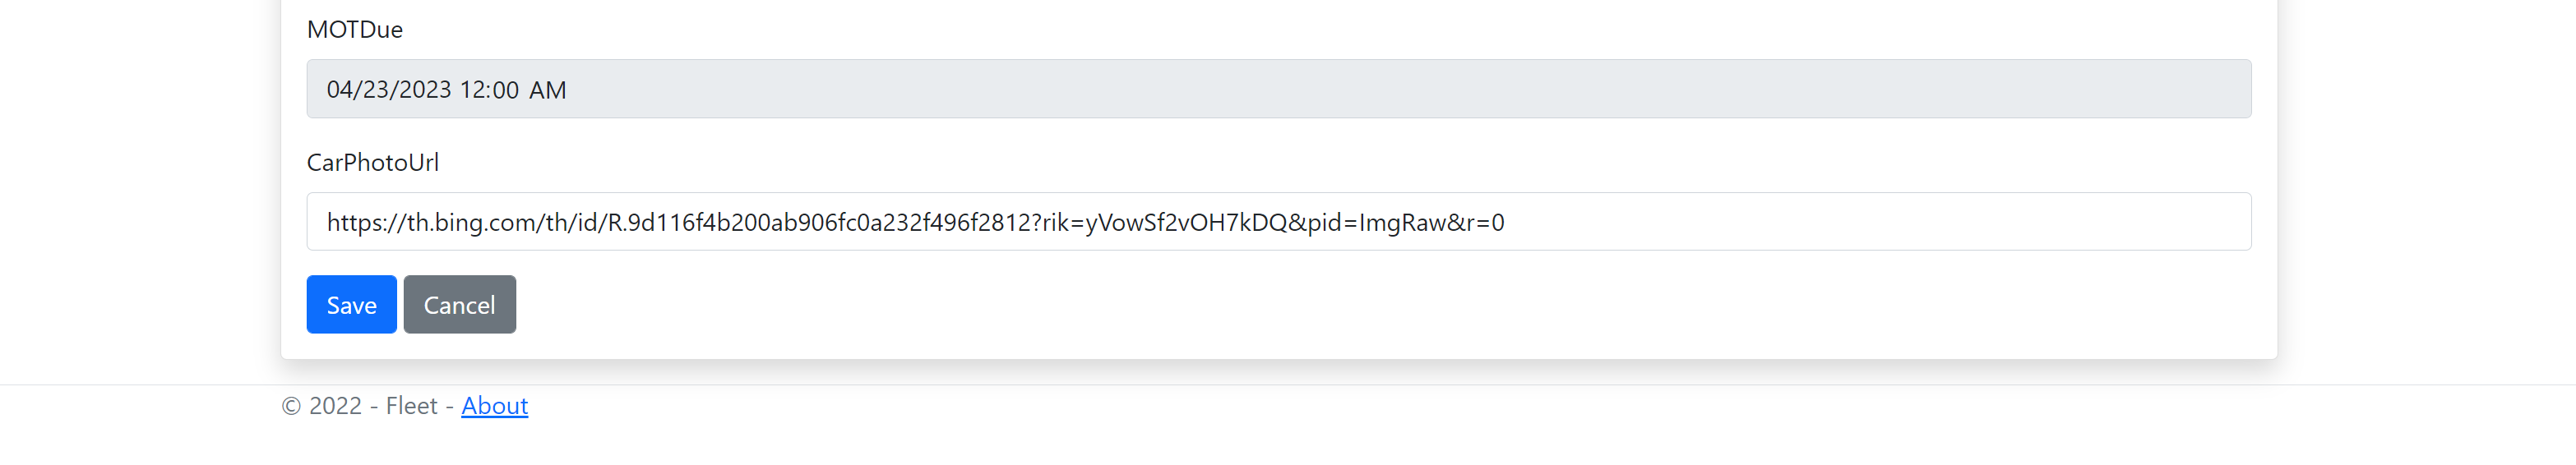 MOTDue
04/23/2023 12:00 AM
CarPhotoUrl
https://th.bing.com/th/id/R.9d116f4b200ab906fc0a232f496f2812?rik=yVowSf2vOH7kDQ&pid=ImgRaw&r=0
Save Cancel
© 2022 - Fleet - About